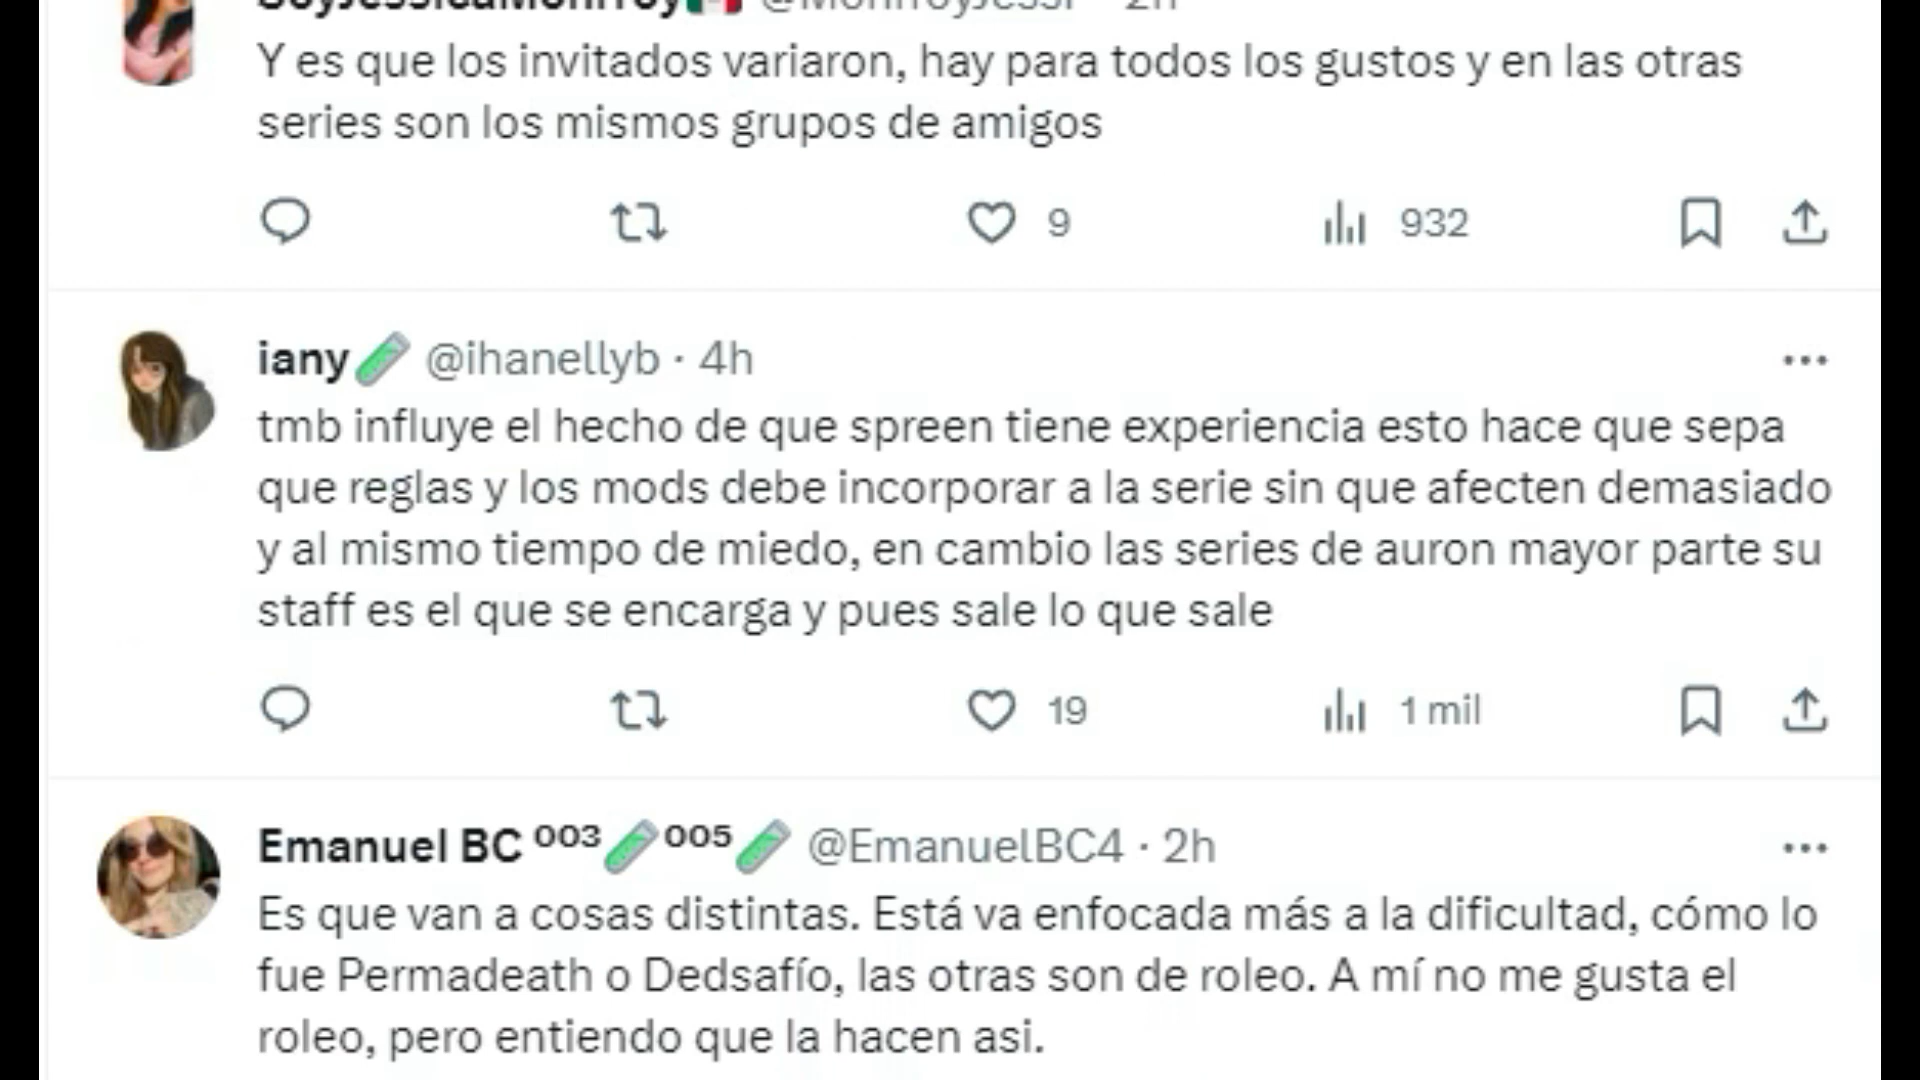 SoyJessicaMonrroy🇲🇽 @MonrroyJessi · 2h
Y es que los invitados variaron, hay para todos los gustos y en las otras
series son los mismos grupos de amigos
9 932
iany🧪 @ihanellyb · 4h
tmb influye el hecho de que spreen tiene experiencia esto hace que sepa
que reglas y los mods debe incorporar a la serie sin que afecten demasiado
y al mismo tiempo de miedo, en cambio las series de auron mayor parte su
staff es el que se encarga y pues sale lo que sale
19 1 mil
Emanuel BC ⁰⁰³🧪⁰⁰⁵🧪 @EmanuelBC4 · 2h
Es que van a cosas distintas. Está va enfocada más a la dificultad, cómo lo
fue Permadeath o Dedsafío, las otras son de roleo. A mí no me gusta el
roleo, pero entiendo que la hacen asi.